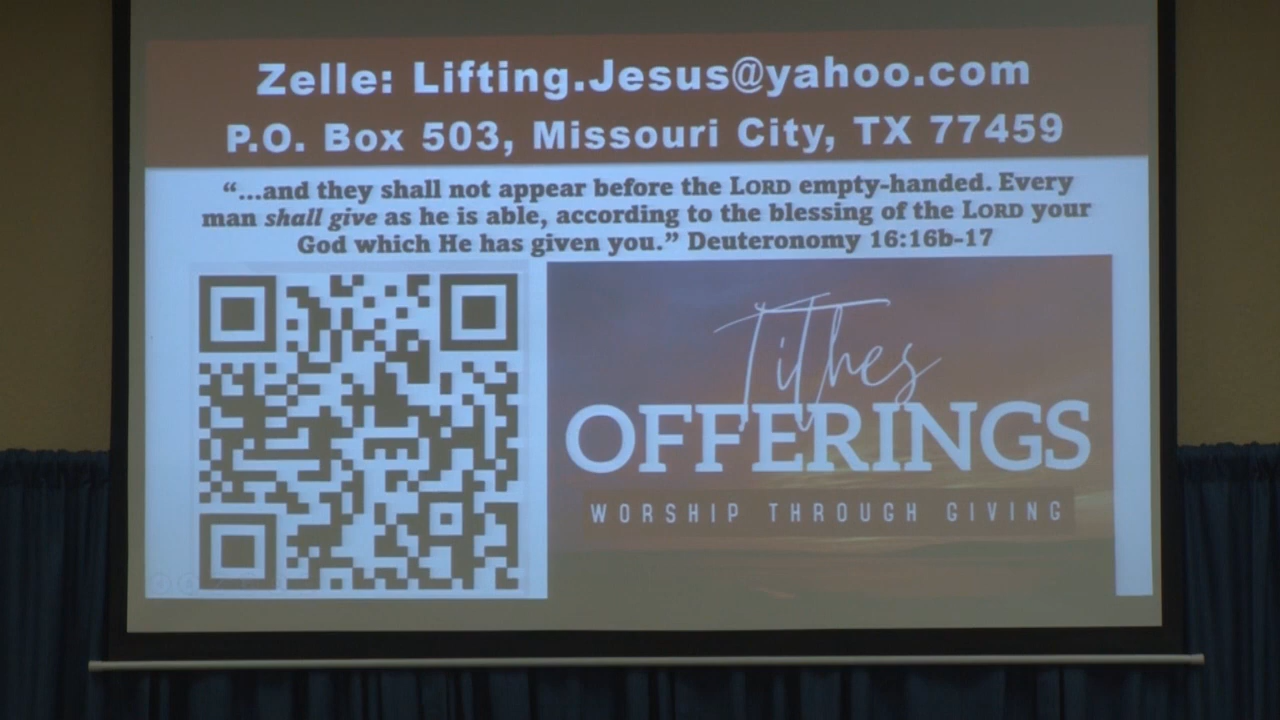 Zelle: Lifting.Jesus@yahoo.com
P.O. Box 503, Missouri City, TX 77459
“...and they shall not appear before the LORD empty-handed. Every
man shall give as he is able, according to the blessing of the LORD your
God which He has given you.” Deuteronomy 16:16b-17
Tithes
OFFERINGS
WORSHIP THROUGH GIVING